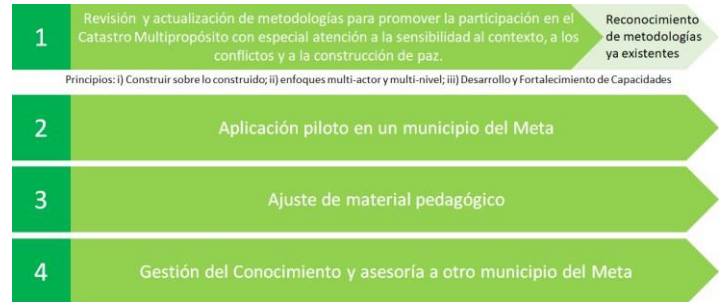 1
Revisión y actualización de metodologías para promover la participación en el
Catastro Multipropósito con especial atención a la sensibilidad al contexto, a los
conflictos y a la construcción de paz.
Reconocimiento
de metodologías
ya existentes
Principios: i) Construir sobre lo construido; ii) enfoques multi-actor y multi-nivel; iii) Desarrollo y Fortalecimiento de Capacidades
2
Aplicación piloto en un municipio del Meta
3
Ajuste de material pedagógico
4
Gestión del Conocimiento y asesoría a otro municipio del Meta